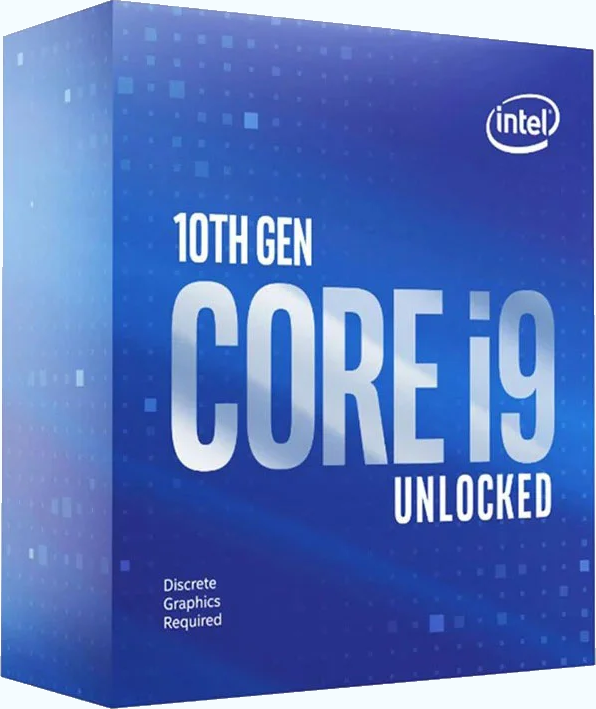 intel
10TH GEN
CORE i9
UNLOCKED
Discrete
Graphics
Required